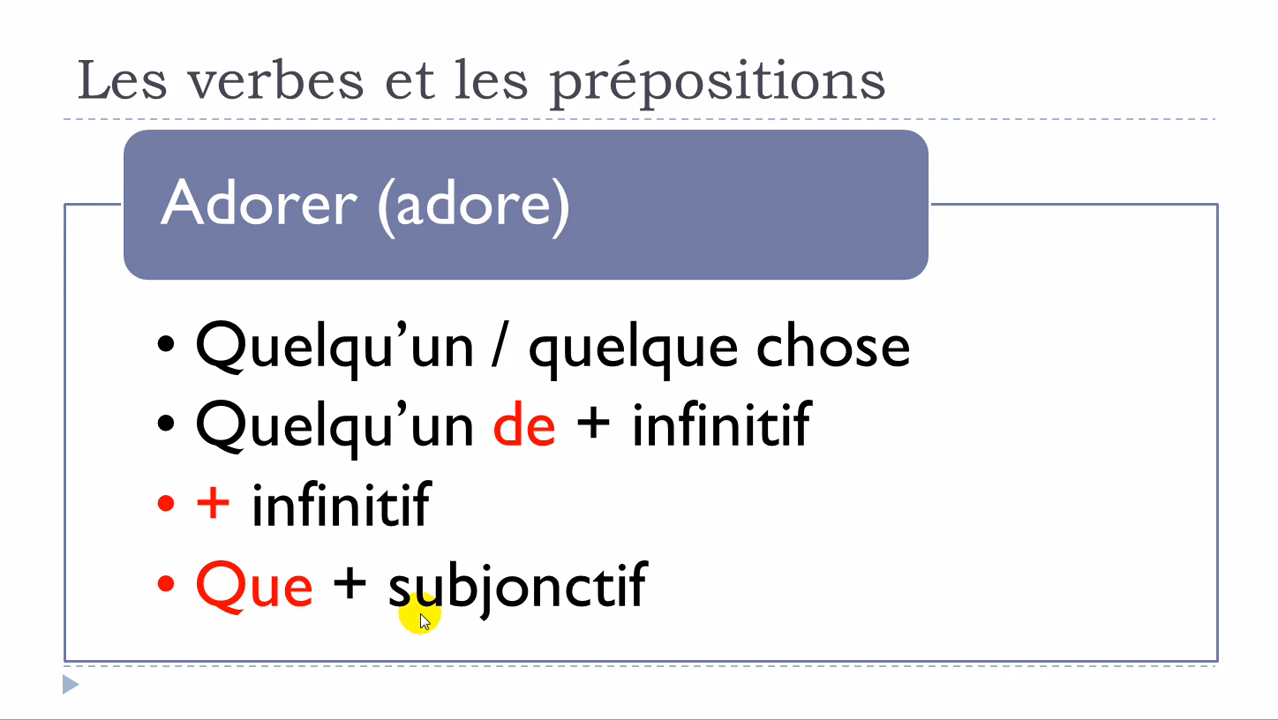 Les verbes et les prépositions
Adorer (adore)
• Quelqu’un / quelque chose
• Quelqu’un de + infinitif
• + infinitif
• Que + subjonctif